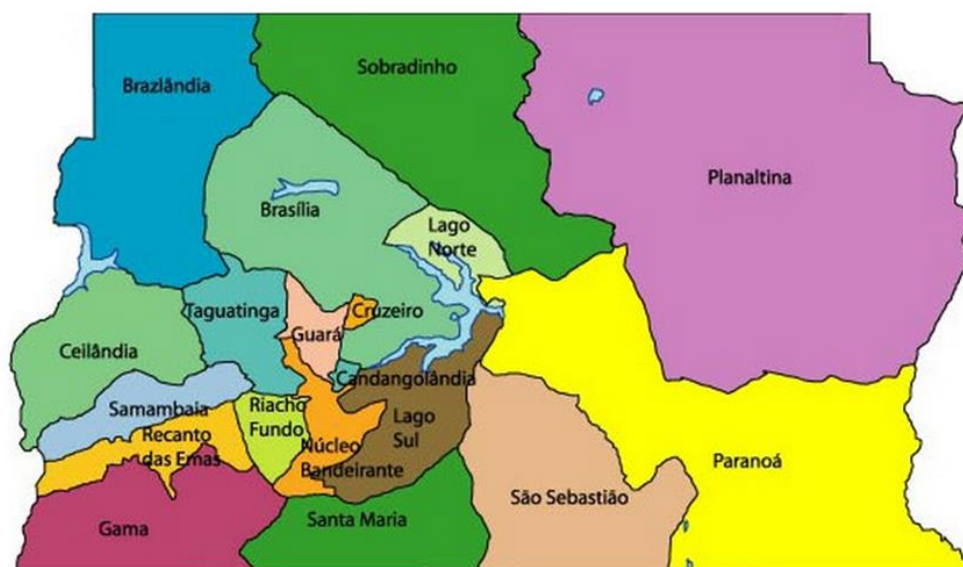 Sobradinho
Brazlândia
Planaltina
Brasília
Lago
Norte
Taguatinga
Cruzeiro
Guará
Ceilândia
Candangolândia
Samambaia
Riacho
Fundo
Lago
Sul
Recanto
das Emas
Núcleo
Bandeirante
Paranoá
São Sebastião
Santa Maria
Gama